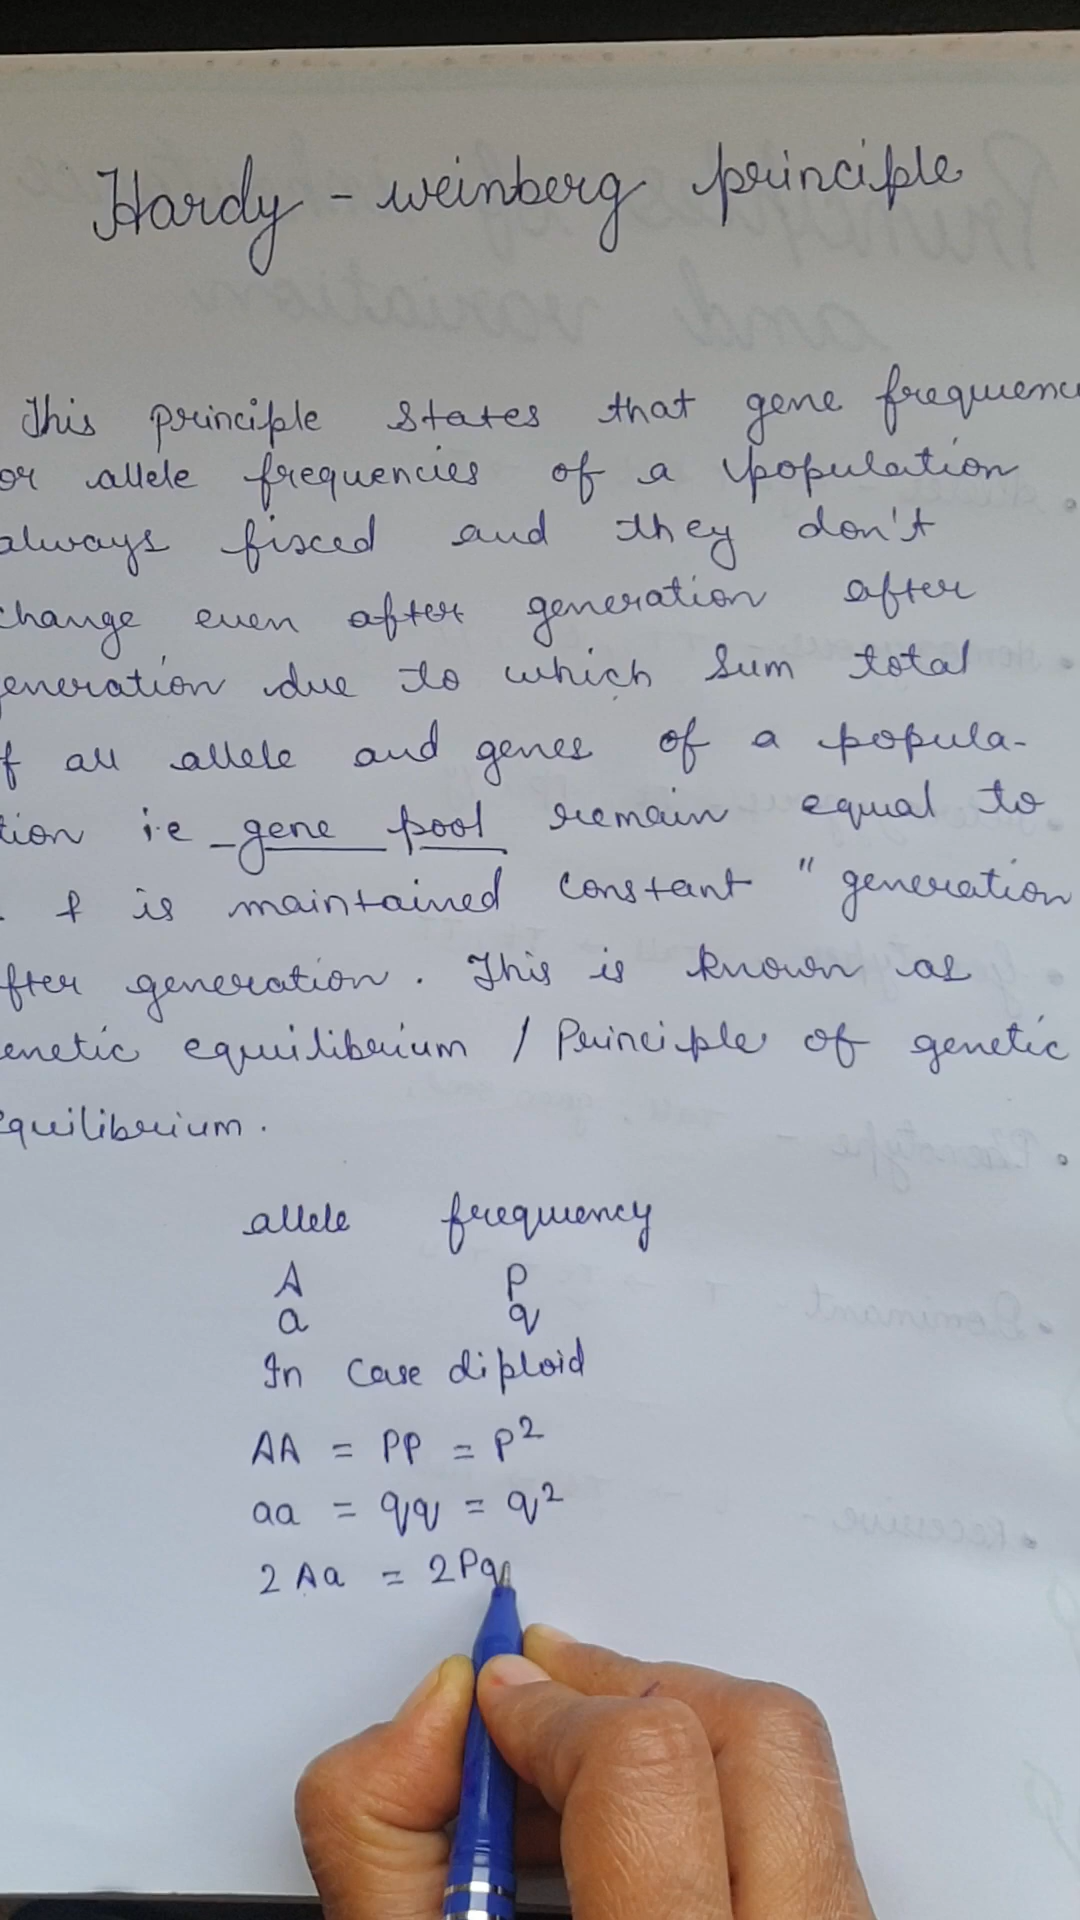 Hardy - weinberg principle
This principle states that gene frequenc
or allele frequencies of a population
always fixed and they don't
change even after generation after
eneration due to which sum total
f all allele and genes of a popula-
tion i.e gene pool remain equal to
& is maintained constant " generation
fter generation. This is known as
enetic equilibrium / Principle of genetic
equilibrium.
allele frequency
A P
a q
In case diploid
AA = PP = P²
aa = qq = q²
2 Aa = 2Pq